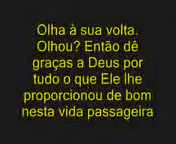 Olha à sua volta.
Olhou? Então dê
graças a Deus por
tudo o que Ele lhe
proporcionou de bom
nesta vida passageira